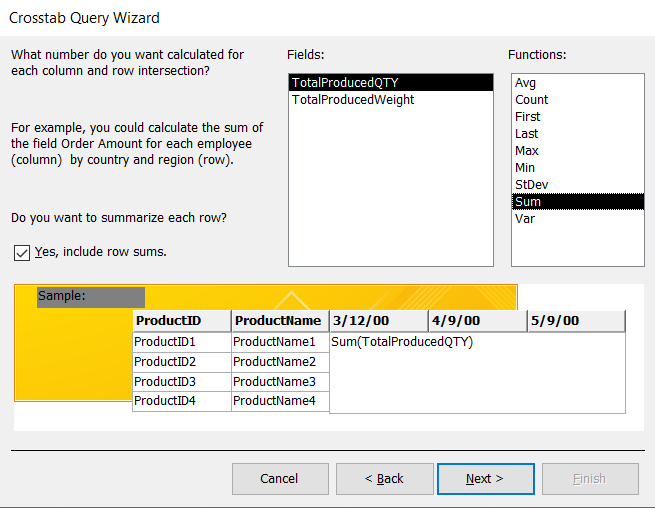 Crosstab Query Wizard
What number do you want calculated for
each column and row intersection?
For example, you could calculate the sum of
the field Order Amount for each employee
(column)  by country and region (row).
Do you want to summarize each row?
Yes, include row sums.
Fields:
TotalProducedQTY
TotalProducedWeight
Functions:
Avg
Count
First
Last
Max
Min
StDev
Sum
Var
Sample:
ProductID ProductName 3/12/00 4/9/00 5/9/00
ProductID1 ProductName1 Sum(TotalProducedQTY)
ProductID2 ProductName2
ProductID3 ProductName3
ProductID4 ProductName4
Cancel < Back Next > Finish